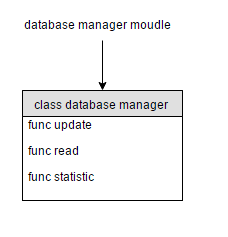 database manager moudle
class database manager
func update
func read
func statistic